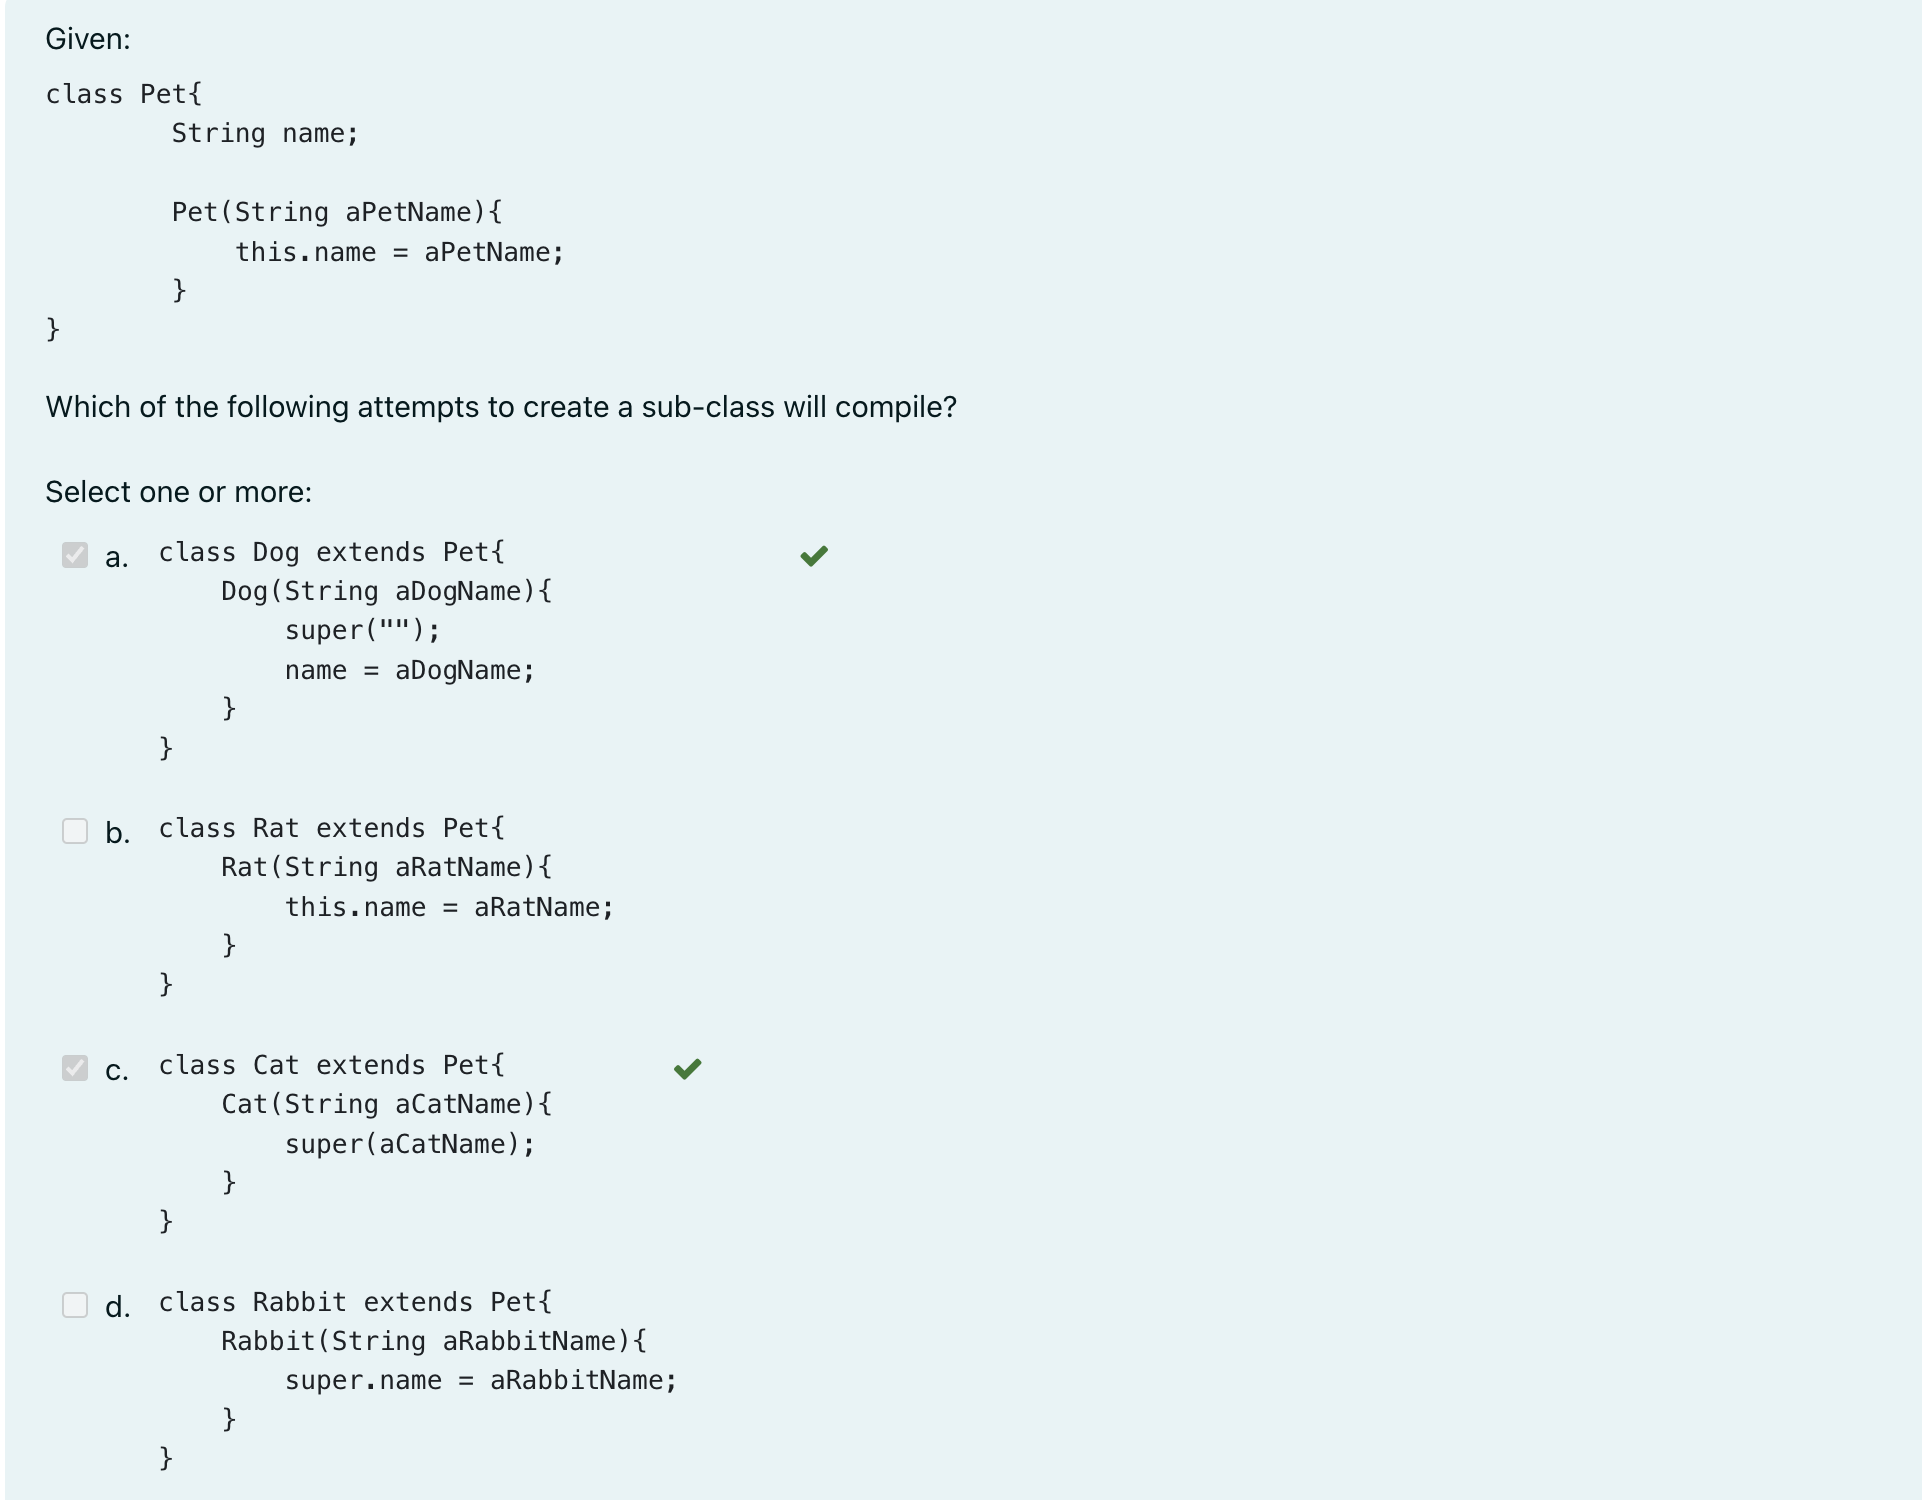 Given:
class Pet{
        String name;

        Pet(String aPetName){
            this.name = aPetName;
        }
}
Which of the following attempts to create a sub-class will compile?
Select one or more:
a. class Dog extends Pet{
    Dog(String aDogName){
        super("");
        name = aDogName;
    }
}
b. class Rat extends Pet{
    Rat(String aRatName){
        this.name = aRatName;
    }
}
c. class Cat extends Pet{
    Cat(String aCatName){
        super(aCatName);
    }
}
d. class Rabbit extends Pet{
    Rabbit(String aRabbitName){
        super.name = aRabbitName;
    }
}